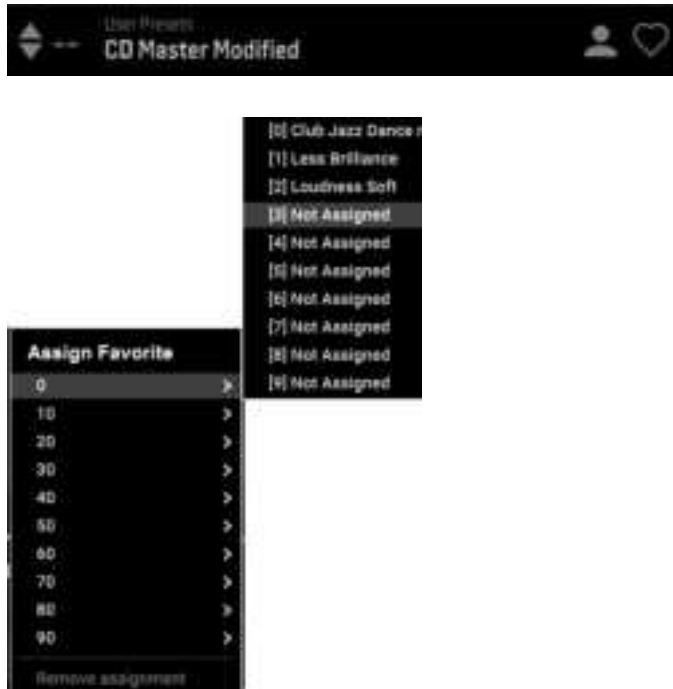 User Presets
-- CD Master Modified
[0] Club Jazz Dance
[1] Less Brilliance
[2] Loudness Soft
[3] Not Assigned
[4] Not Assigned
[5] Not Assigned
[6] Not Assigned
[7] Not Assigned
[8] Not Assigned
[9] Not Assigned
Assign Favorite
0
10
20
30
40
50
60
70
80
90
Remove assignment